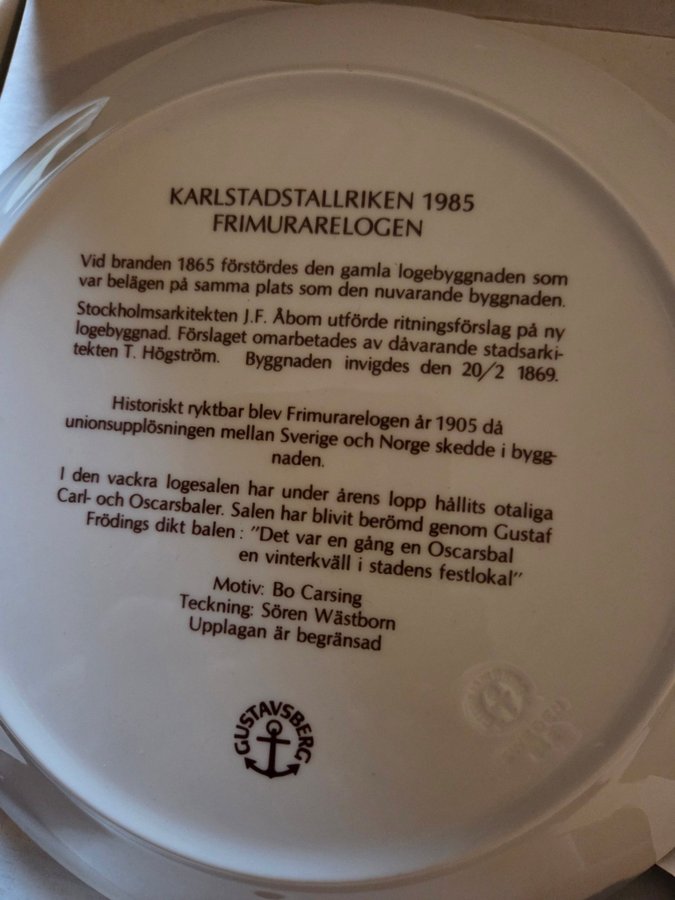 KARLSTADSTALLRIKEN 1985
FRIMURARELOGEN
Vid branden 1865 förstördes den gamla logebyggnaden som
var belägen på samma plats som den nuvarande byggnaden.
Stockholmsarkitekten J.F. Åbom utförde ritningsförslag på ny
logebyggnad. Förslaget omarbetades av dåvarande stadsarki-
tekten T. Högström. Byggnaden invigdes den 20/2 1869.
Historiskt ryktbar blev Frimurarelogen år 1905 då
unionsupplösningen mellan Sverige och Norge skedde i bygg-
naden.
I den vackra logesalen har under årens lopp hållits otaliga
Carl- och Oscarsbaler. Salen har blivit berömd genom Gustaf
Frödings dikt balen: "Det var en gång en Oscarsbal
en vinterkväll i stadens festlokal"
Motiv: Bo Carsing
Teckning: Sören Wästborn
Upplagan är begränsad
GUSTAVSBERG